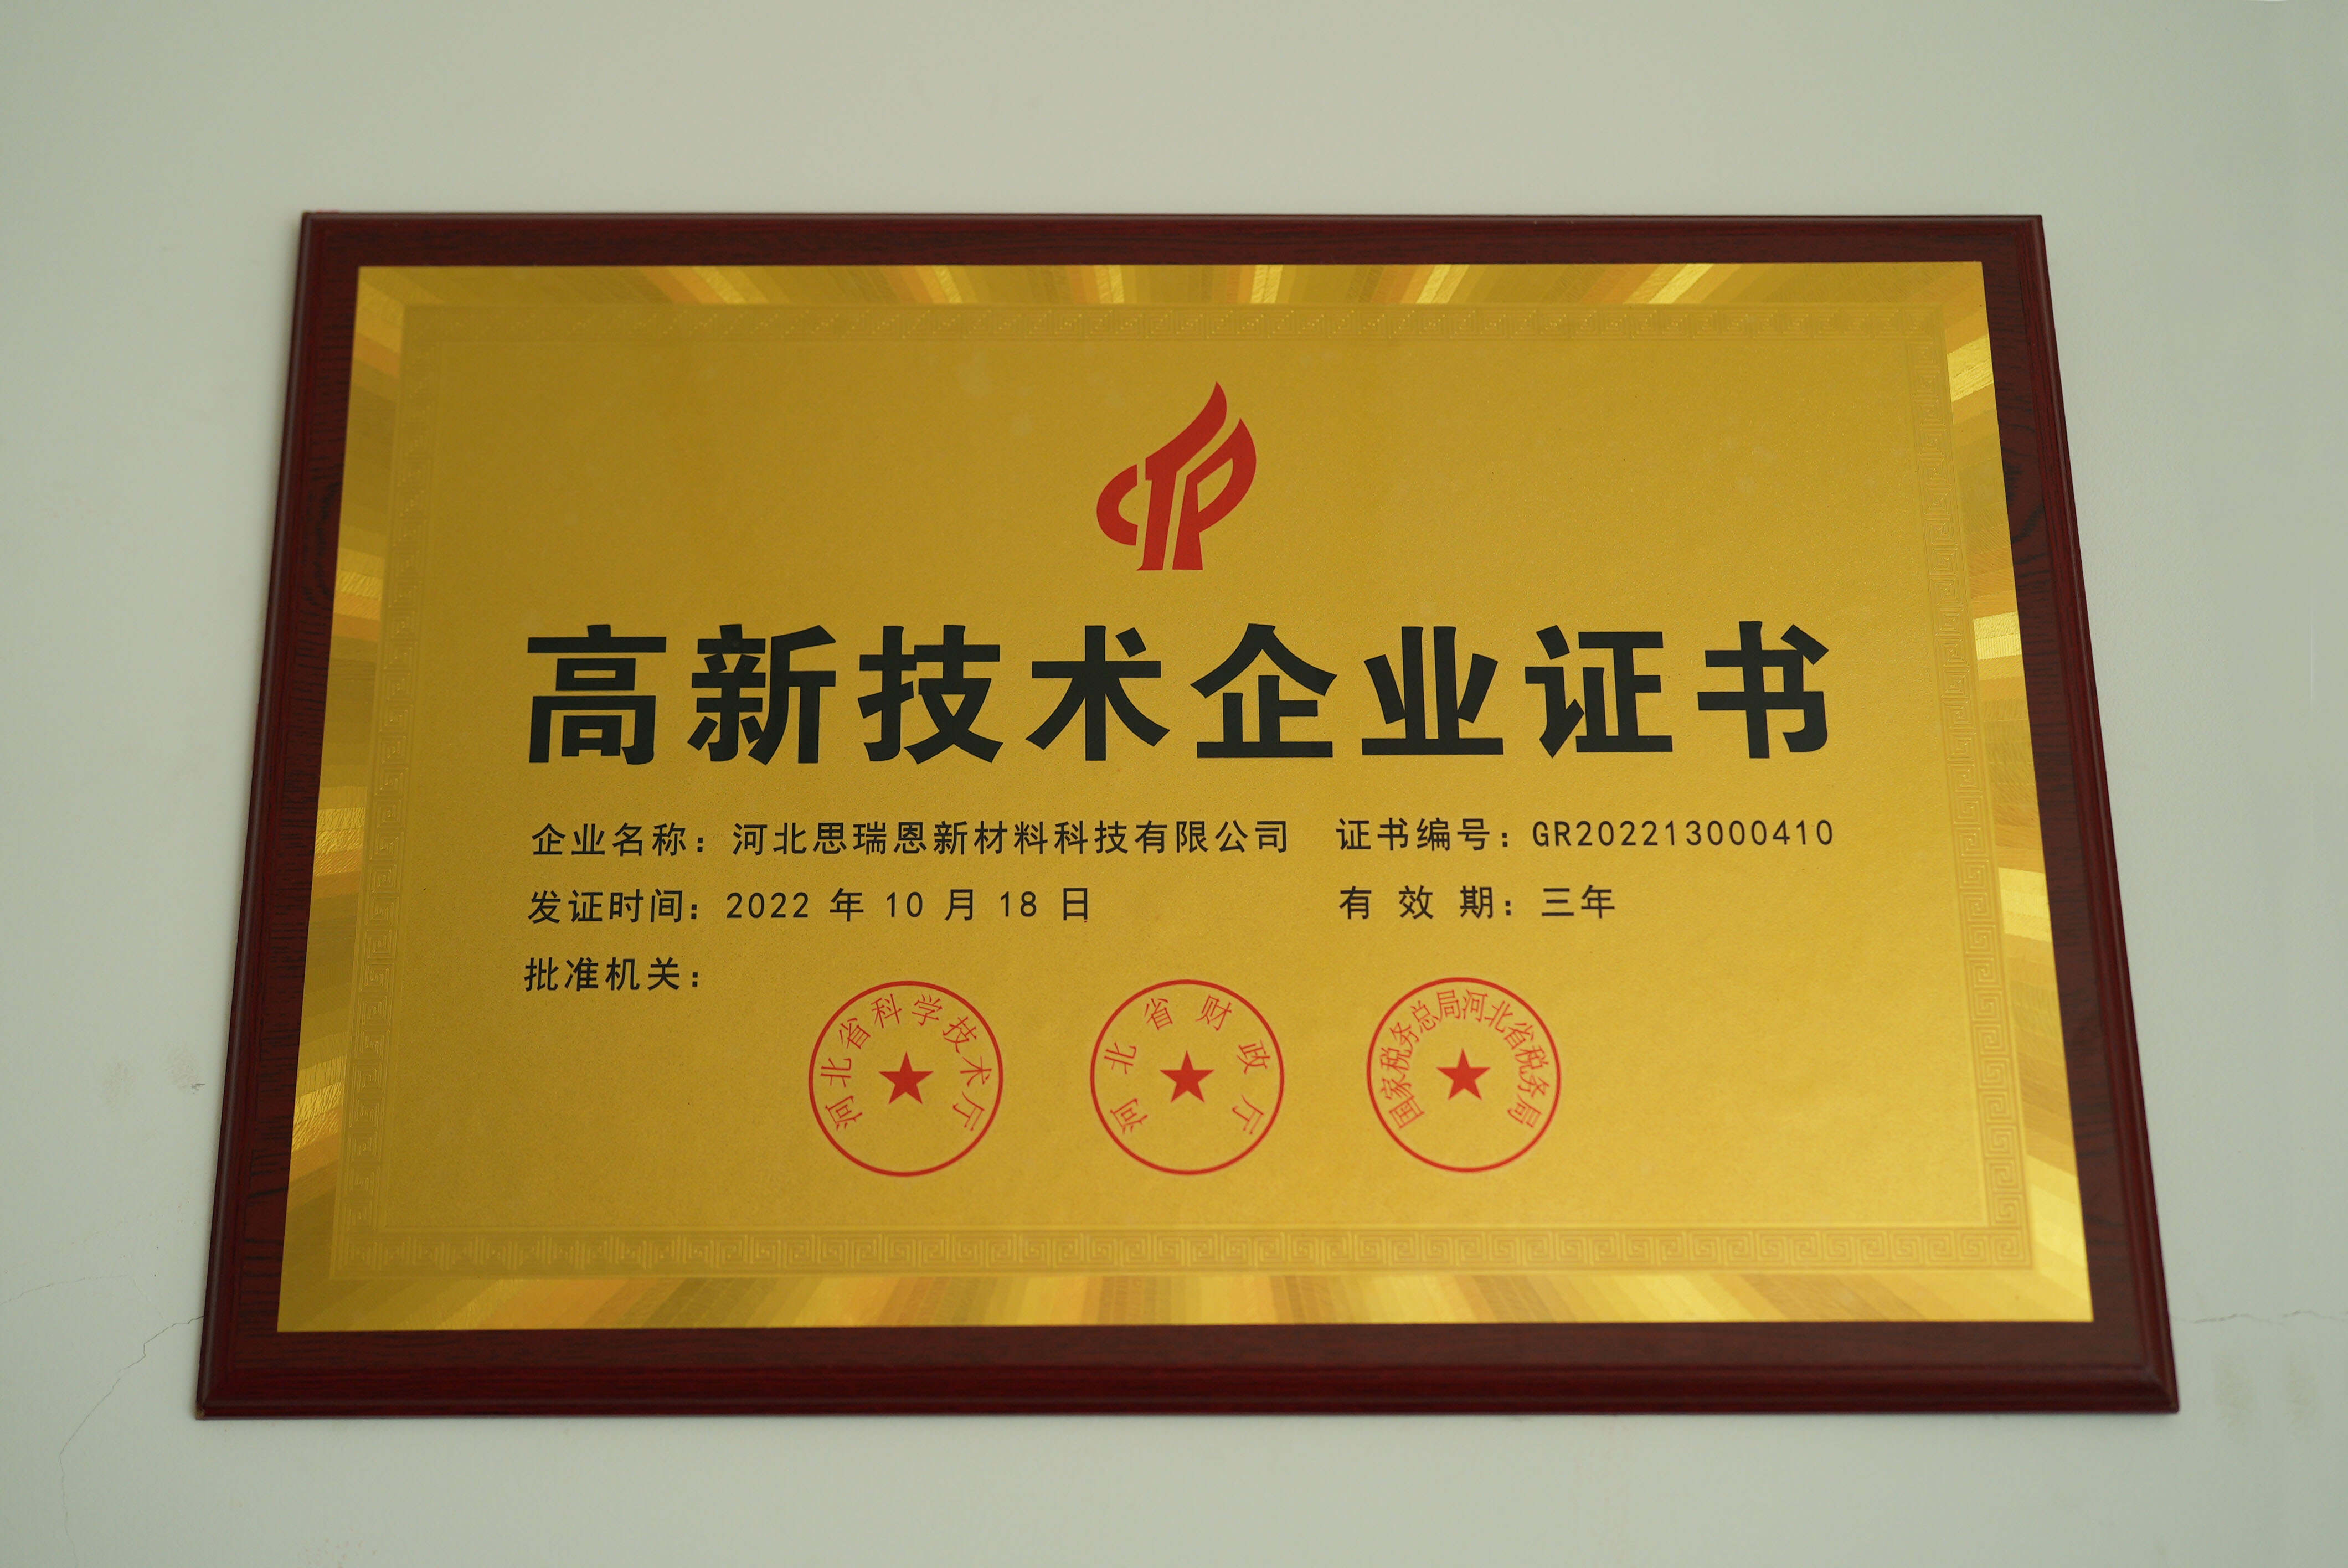 高新技术企业证书
企业名称：河北思瑞恩新材料科技有限公司 证书编号：GR202213000410
发证时间：2022 年 10 月 18 日 有 效 期：三年
批准机关：
河北省科学技术厅
河北省财政厅
国家税务总局河北省税务局